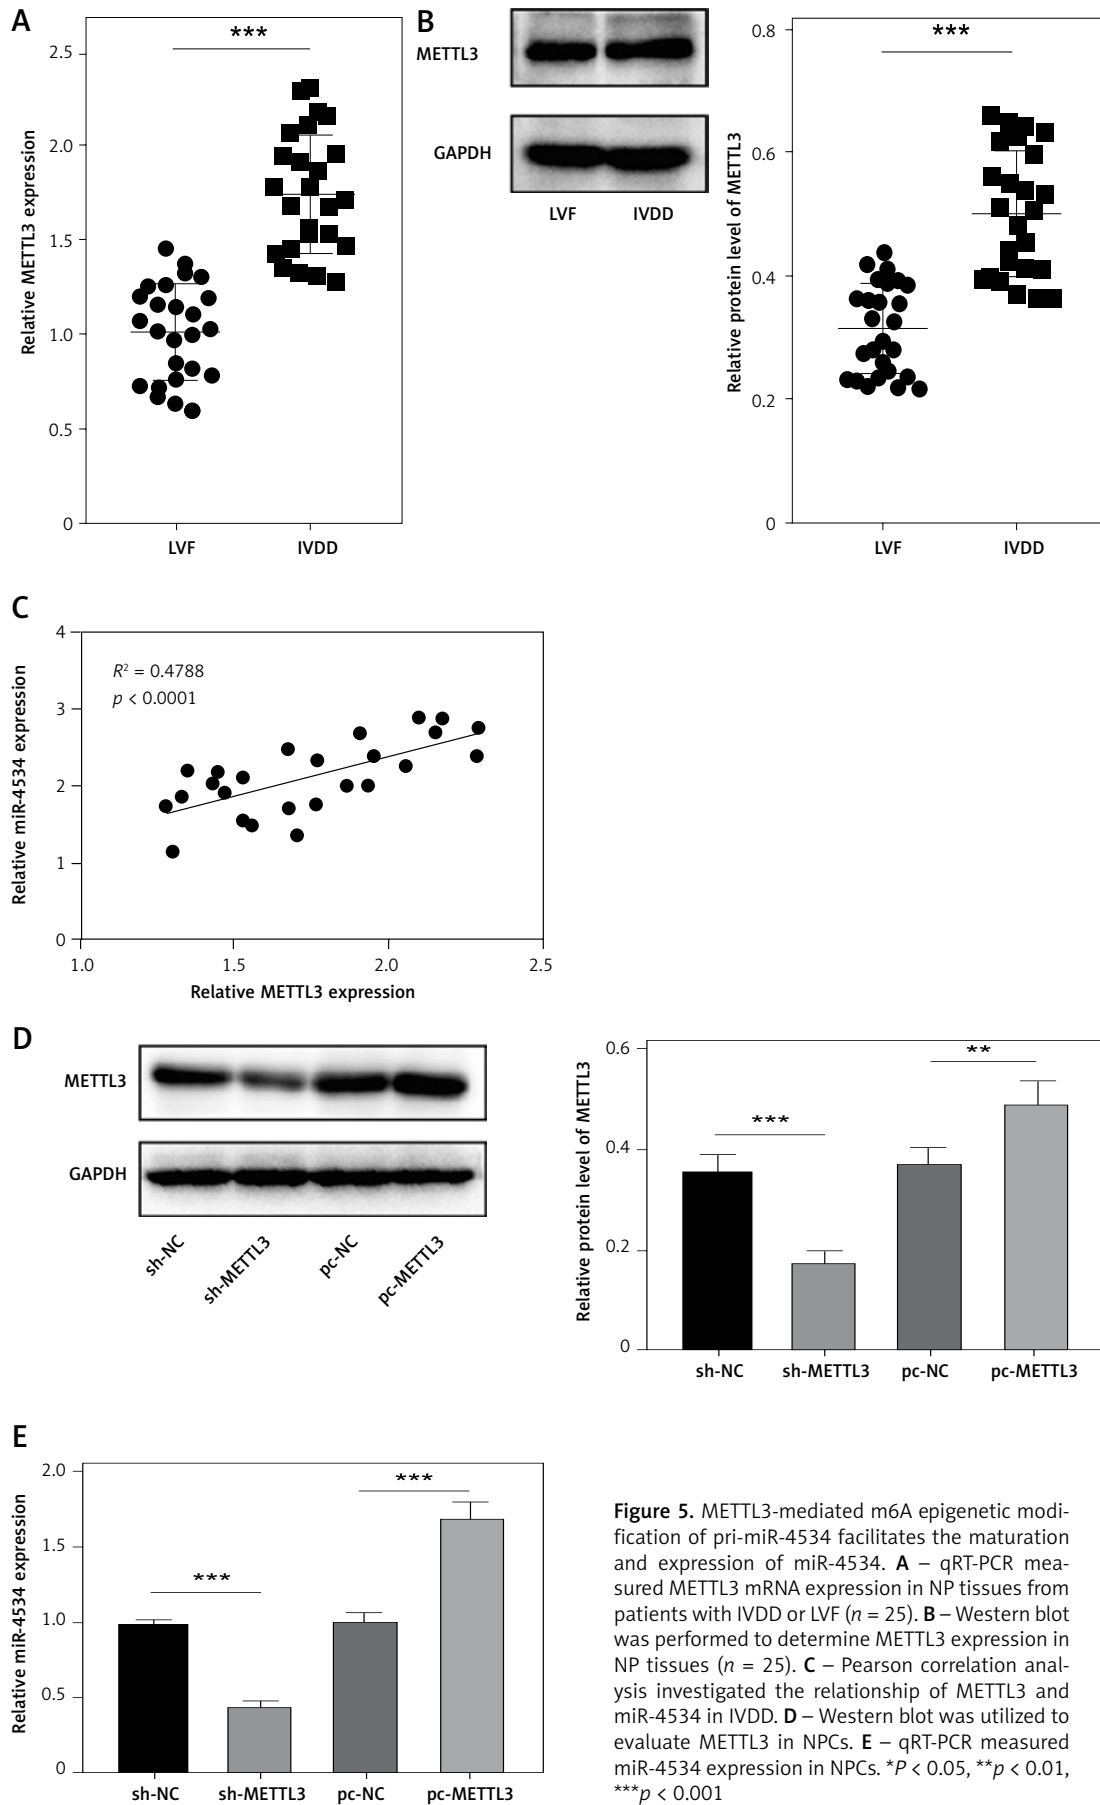 A
Relative METTL3 expression
2.5
2.0
1.5
1.0
0.5
0
***
LVF
IVDD
B
METTL3
GAPDH
LVF
IVDD
Relative protein level of METTL3
0.8
0.6
0.4
0.2
0
***
LVF
IVDD
C
Relative miR-4534 expression
4
3
2
1
0
R² = 0.4788
p < 0.0001
1.0
1.5
2.0
2.5
Relative METTL3 expression
D
METTL3
GAPDH
sh-NC
sh-METTL3
pc-NC
pc-METTL3
Relative protein level of METTL3
0.6
0.4
0.2
0
***
**
sh-NC
sh-METTL3
pc-NC
pc-METTL3
E
Relative miR-4534 expression
2.0
1.5
1.0
0.5
0
***
***
sh-NC
sh-METTL3
pc-NC
pc-METTL3
Figure 5. METTL3-mediated m6A epigenetic modi-
fication of pri-miR-4534 facilitates the maturation
and expression of miR-4534. A – qRT-PCR mea-
sured METTL3 mRNA expression in NP tissues from
patients with IVDD or LVF (n = 25). B – Western blot
was performed to determine METTL3 expression in
NP tissues (n = 25). C – Pearson correlation anal-
ysis investigated the relationship of METTL3 and
miR-4534 in IVDD. D – Western blot was utilized to
evaluate METTL3 in NPCs. E – qRT-PCR measured
miR-4534 expression in NPCs. *P < 0.05, **p < 0.01,
***p < 0.001